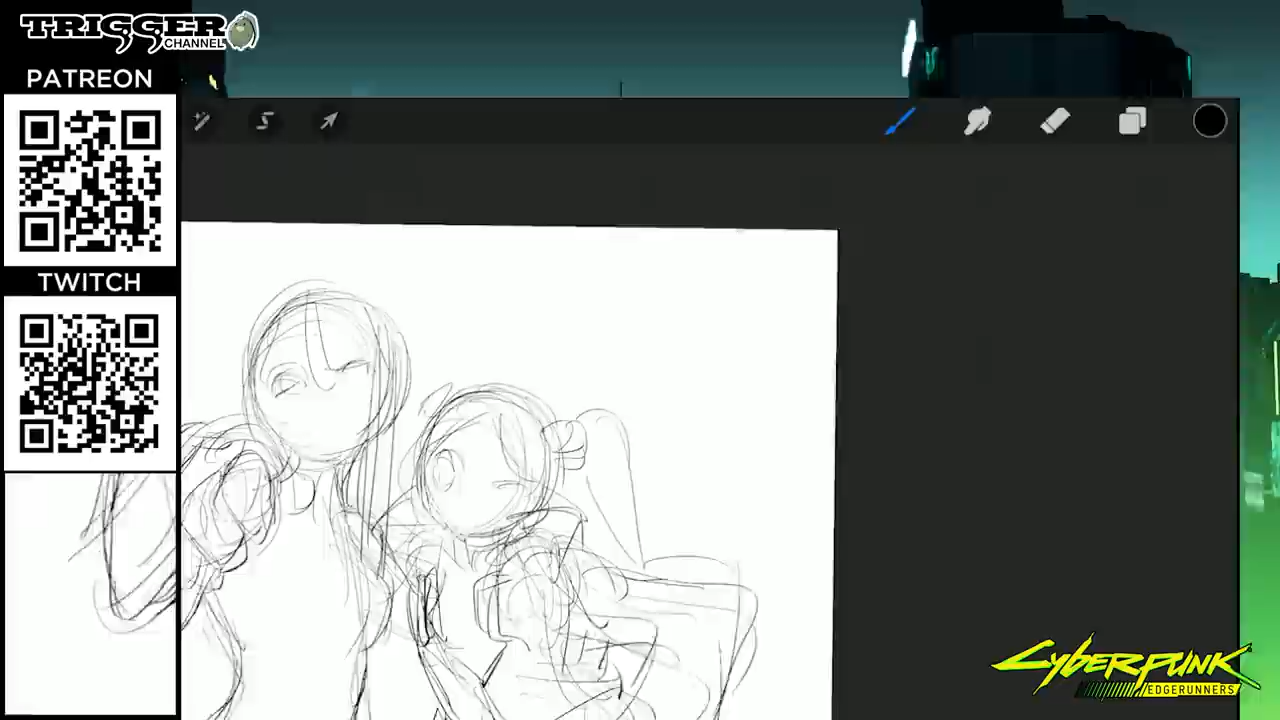 TRIGGER
CHANNEL
PATREON
TWITCH
CYBERPUNK
EDGERUNNERS